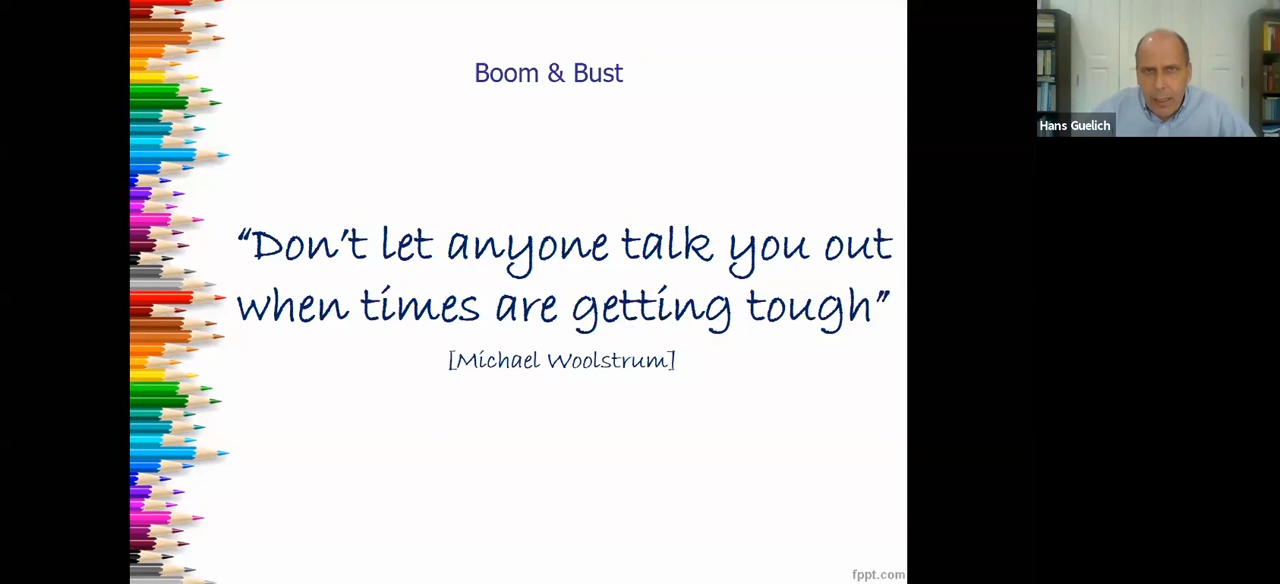 Boom & Bust
“Don’t let anyone talk you out
when times are getting tough”
[Michael Woolstrum]
Hans Guelich
fppt.com